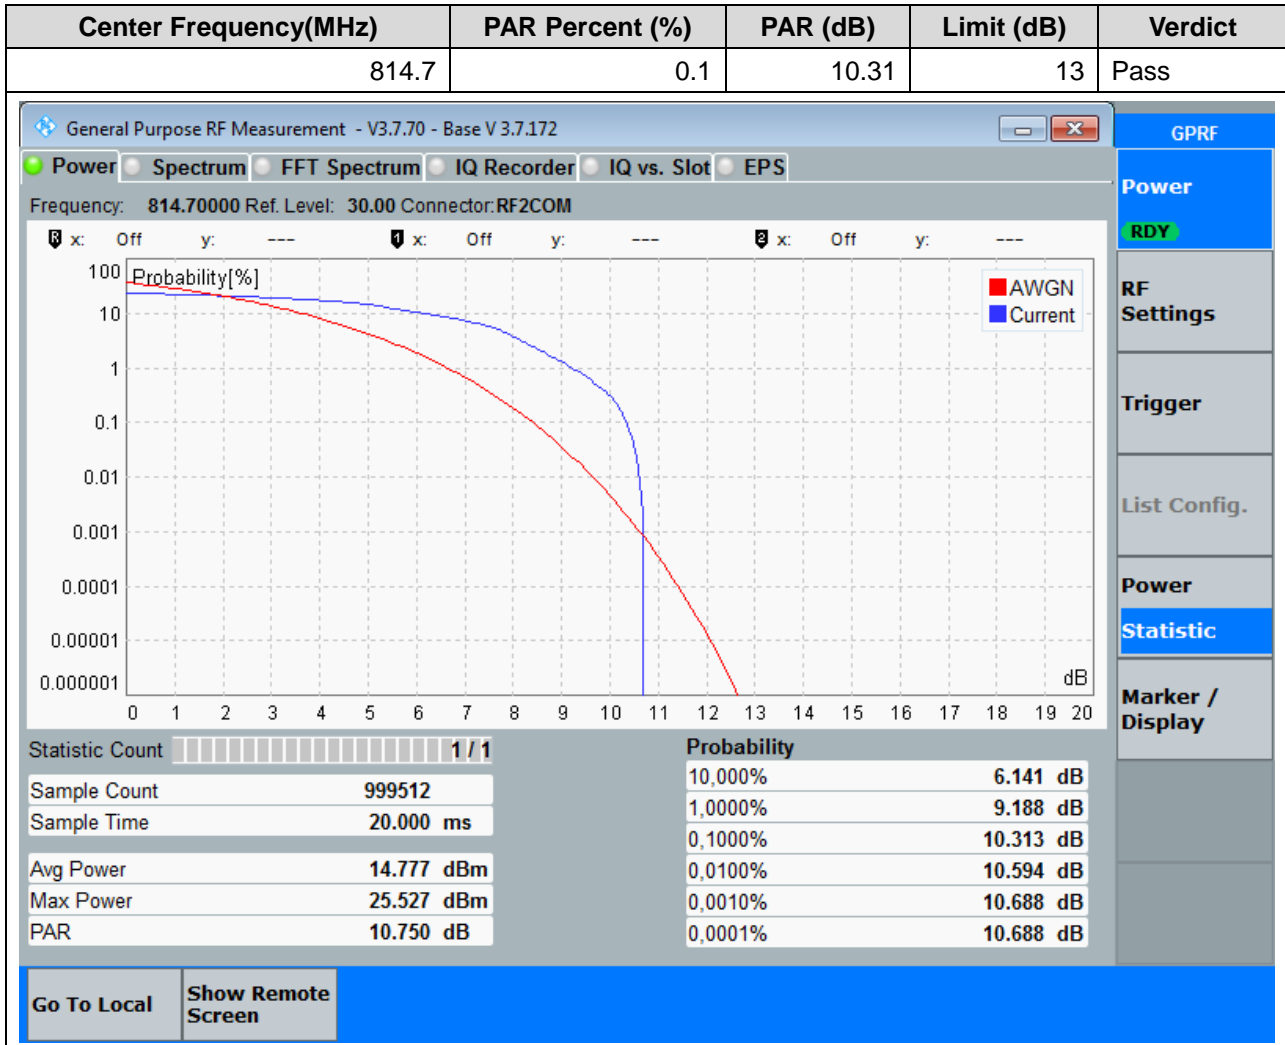 Center Frequency(MHz) PAR Percent (%) PAR (dB) Limit (dB) Verdict
814.7 0.1 10.31 13 Pass
General Purpose RF Measurement - V3.7.70 - Base V 3.7.172
GPRF
Power Spectrum FFT Spectrum IQ Recorder IQ vs. Slot EPS
Frequency: 814.70000 Ref. Level: 30.00 Connector:RF2COM
R x: Off y: --- 1 x: Off y: --- 2 x: Off y: ---
Probability[%]
100
10
1
0.1
0.01
0.001
0.0001
0.00001
0.000001
AWGN
Current
dB
0 1 2 3 4 5 6 7 8 9 10 11 12 13 14 15 16 17 18 19 20
Statistic Count 1 / 1
Sample Count 999512
Sample Time 20.000 ms
Avg Power 14.777 dBm
Max Power 25.527 dBm
PAR 10.750 dB
Probability
10,000% 6.141 dB
1,0000% 9.188 dB
0,1000% 10.313 dB
0,0100% 10.594 dB
0,0010% 10.688 dB
0,0001% 10.688 dB
Power
RDY
RF
Settings
Trigger
List Config.
Power
Statistic
Marker /
Display
Go To Local
Show Remote
Screen